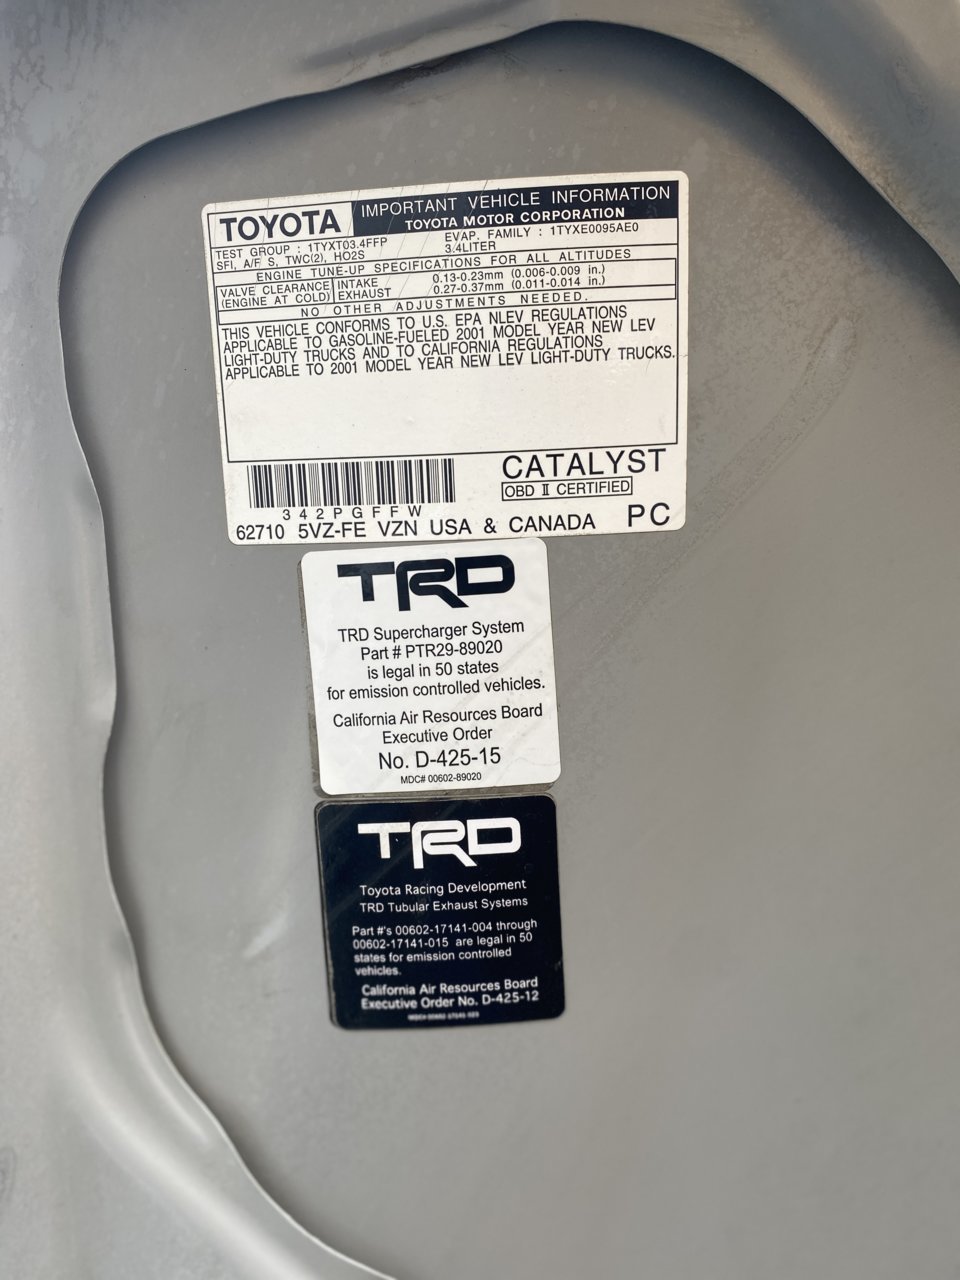 TOYOTA
IMPORTANT VEHICLE INFORMATION
TOYOTA MOTOR CORPORATION
TEST GROUP : 1TYXT03.4FFP
EVAP. FAMILY : 1TYXE0095AE0
SFI, A/F S, TWC(2), HO2S
3.4LITER
ENGINE TUNE-UP SPECIFICATIONS FOR ALL ALTITUDES
VALVE CLEARANCE
(ENGINE AT COLD)
INTAKE 0.13-0.23mm (0.006-0.009 in.)
EXHAUST 0.27-0.37mm (0.011-0.014 in.)
NO OTHER ADJUSTMENTS NEEDED.
THIS VEHICLE CONFORMS TO U.S. EPA NLEV REGULATIONS
APPLICABLE TO GASOLINE-FUELED 2001 MODEL YEAR NEW LEV
LIGHT-DUTY TRUCKS AND TO CALIFORNIA REGULATIONS
APPLICABLE TO 2001 MODEL YEAR NEW LEV LIGHT-DUTY TRUCKS.
CATALYST
OBD II CERTIFIED
342PGFFW
62710 5VZ-FE VZN USA & CANADA PC
TRD
TRD Supercharger System
Part # PTR29-89020
is legal in 50 states
for emission controlled vehicles.
California Air Resources Board
Executive Order
No. D-425-15
MDC# 00602-89020
TRD
Toyota Racing Development
TRD Tubular Exhaust Systems
Part #'s 00602-17141-004 through
00602-17141-015 are legal in 50
states for emission controlled
vehicles.
California Air Resources Board
Executive Order No. D-425-12